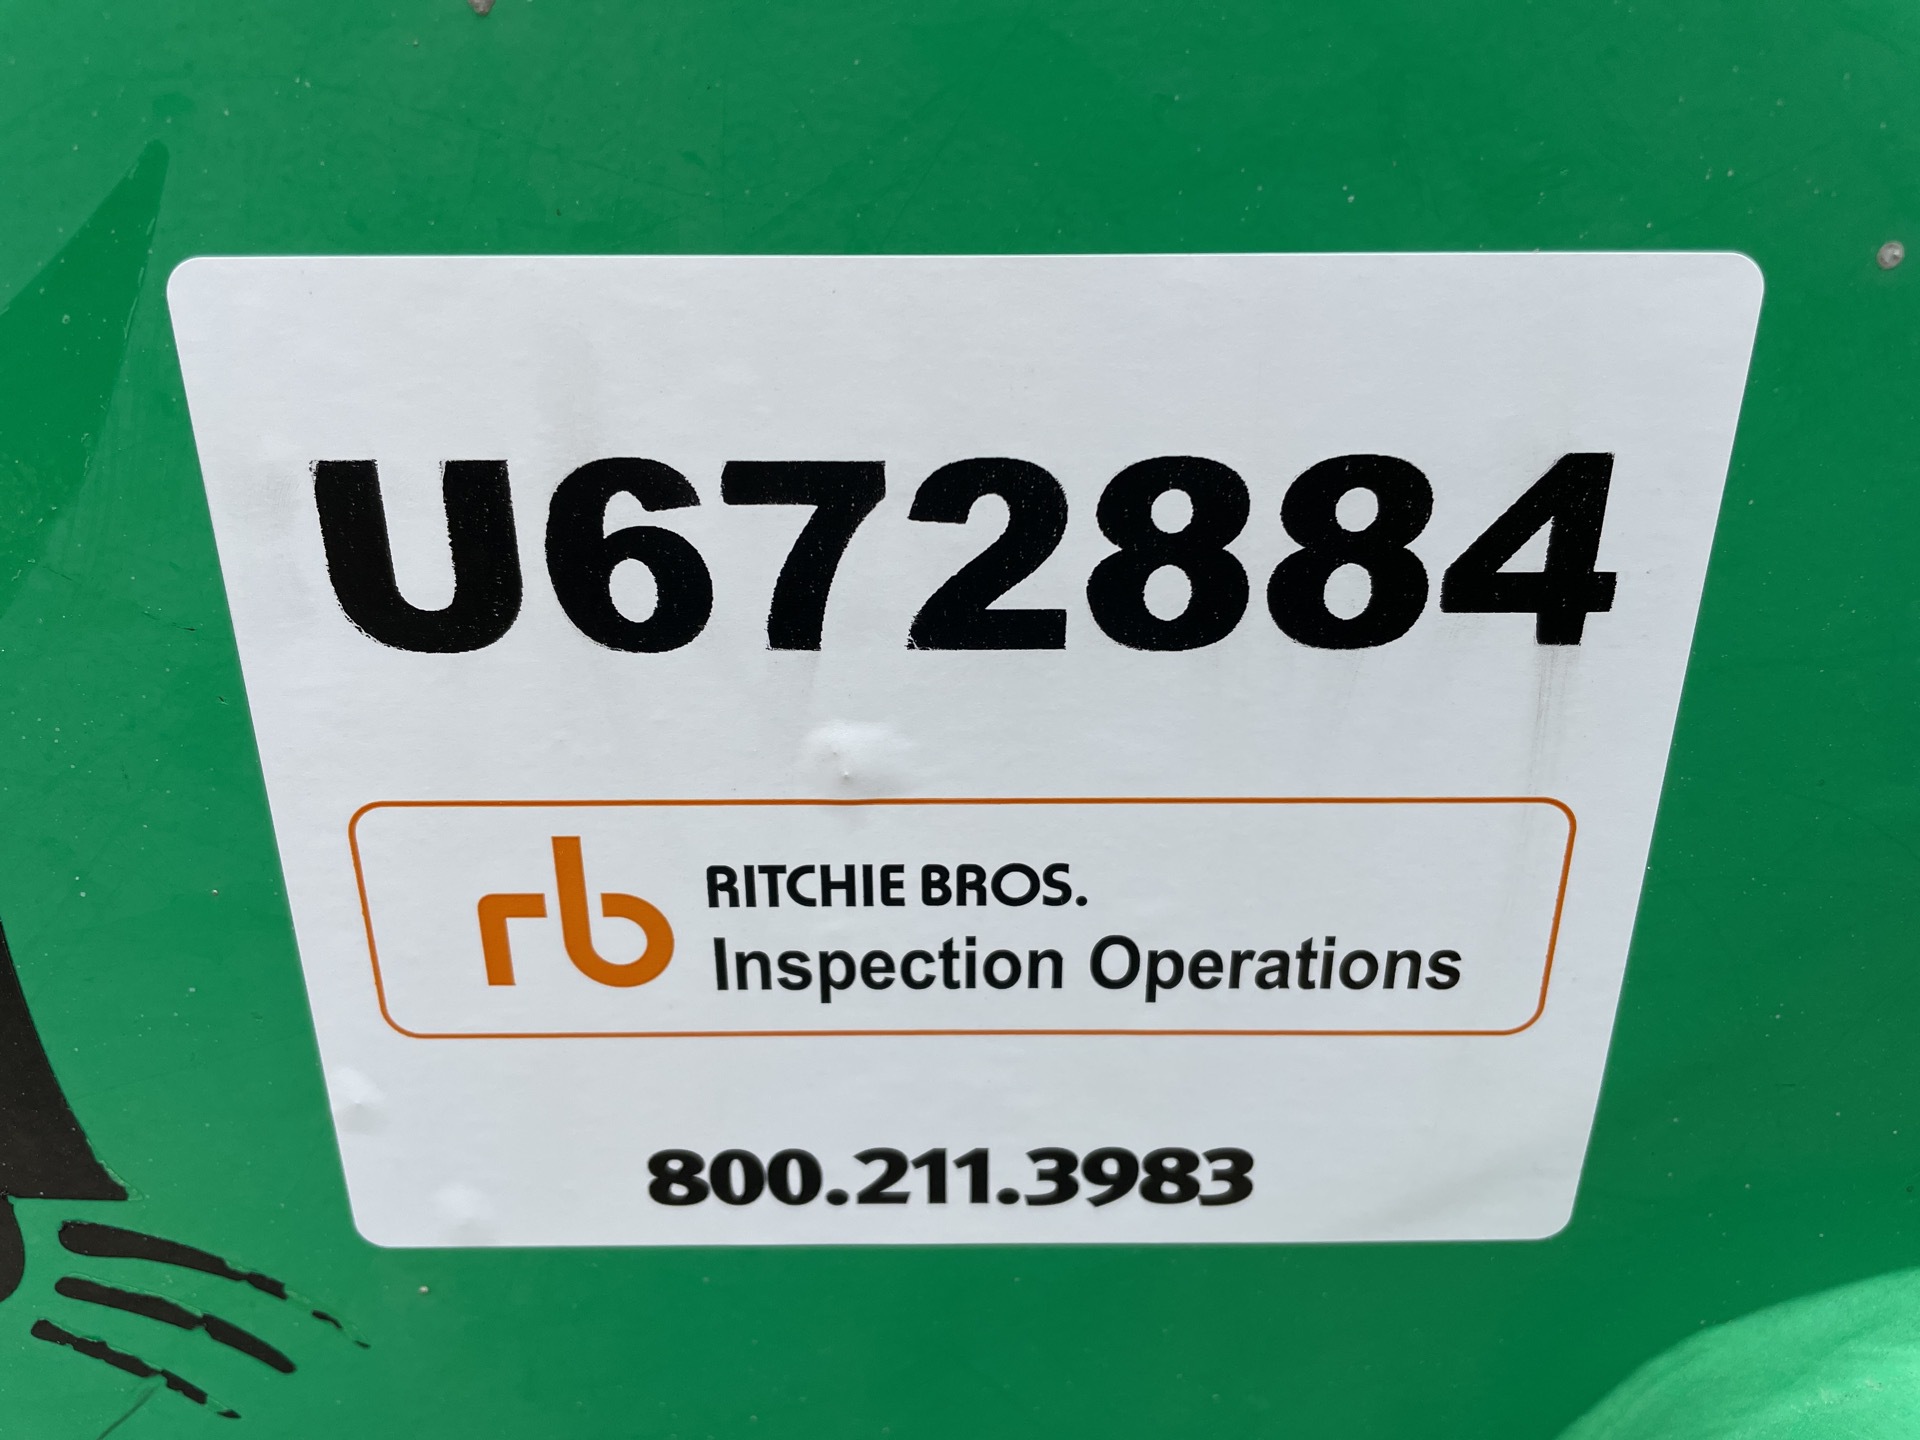 U672884
rb RITCHIE BROS.
Inspection Operations
800.211.3983